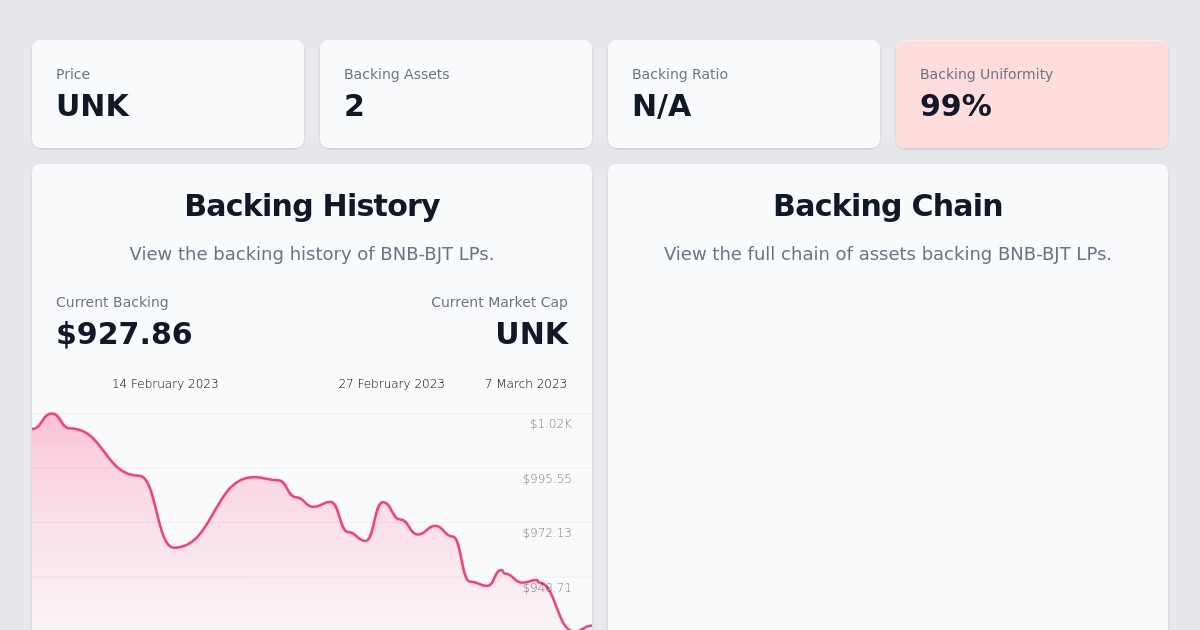 Price
UNK
Backing Assets
2
Backing Ratio
N/A
Backing Uniformity
99%
Backing History
View the backing history of BNB-BJT LPs.
Current Backing
$927.86
Current Market Cap
UNK
14 February 2023
27 February 2023
7 March 2023
$1.02K
$995.55
$972.13
$948.71
Backing Chain
View the full chain of assets backing BNB-BJT LPs.